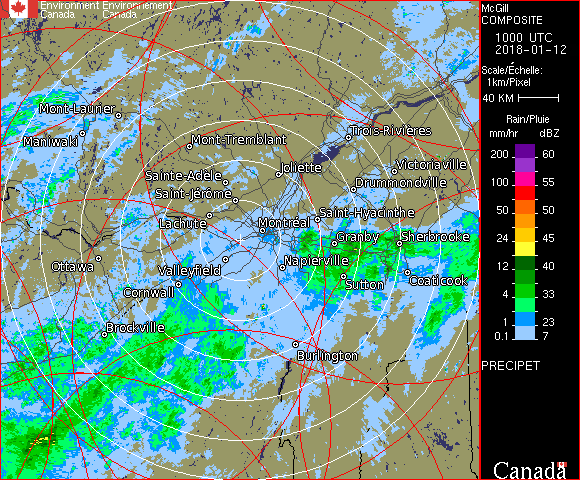 Environment Environnement
Canada Canada
McGill
COMPOSITE
1000 UTC
2018-01-12
Scale/Échelle:
1km/Pixel
40 KM
Rain/Pluie
mm/hr dBZ
200 60
100 55
50 50
24 45
12 40
4 33
1 23
0.1 7
PRECIPET
Canada
Mont-Laurier
Maniwaki
Mont-Tremblant
Trois-Rivières
Joliette
Victoriaville
Sainte-Adèle
Drummondville
Saint-Jérôme
Lachute
Saint-Hyacinthe
Montréal
Granby
Sherbrooke
Ottawa
Valleyfield
Napierville
Cornwall
Sutton
Coaticook
Brockville
Burlington